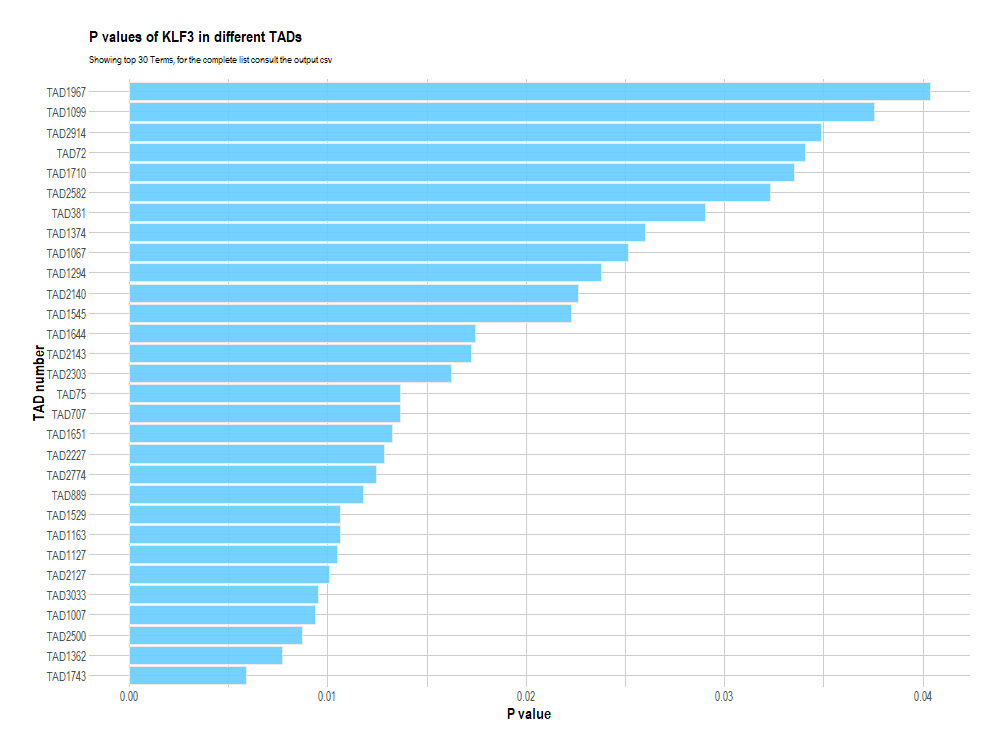 P values of KLF3 in different TADs
Showing top 30 Terms, for the complete list consult the output csv
TAD number
TAD1967
TAD1099
TAD2914
TAD72
TAD1710
TAD2582
TAD381
TAD1374
TAD1067
TAD1294
TAD2140
TAD1545
TAD1644
TAD2143
TAD2303
TAD75
TAD707
TAD1651
TAD2227
TAD2774
TAD889
TAD1529
TAD1163
TAD1127
TAD2127
TAD3033
TAD1007
TAD2500
TAD1362
TAD1743
0.00 0.01 0.02 0.03 0.04
P value